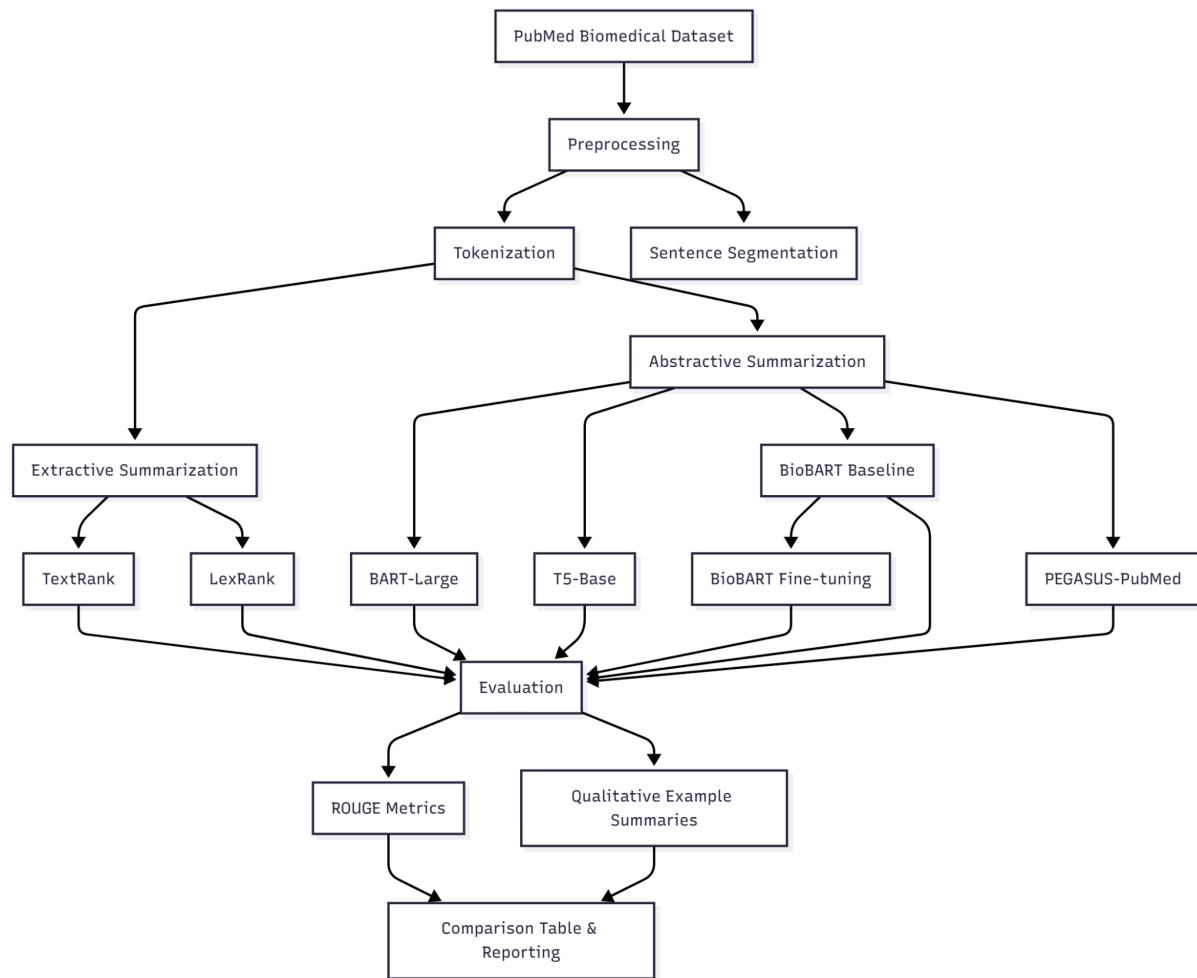 PubMed Biomedical Dataset
Preprocessing
Tokenization
Sentence Segmentation
Abstractive Summarization
Extractive Summarization
BioBART Baseline
TextRank
LexRank
BART-Large
T5-Base
BioBART Fine-tuning
PEGASUS-PubMed
Evaluation
ROUGE Metrics
Qualitative Example
Summaries
Comparison Table &
Reporting